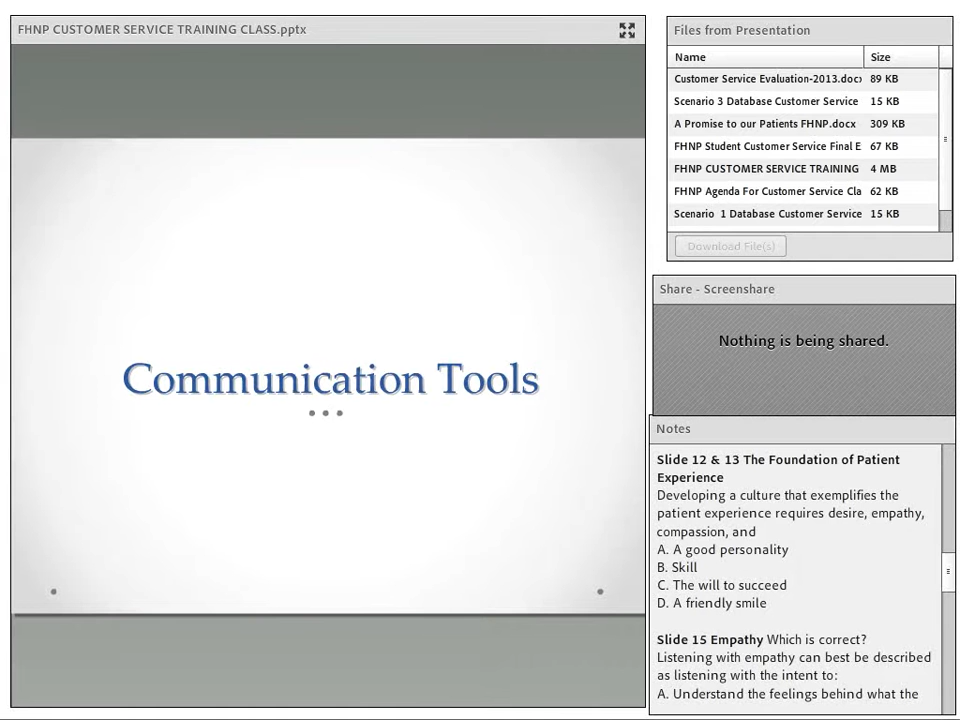 FHNP CUSTOMER SERVICE TRAINING CLASS.pptx
Communication Tools
Files from Presentation
Name Size
Customer Service Evaluation-2013.docx 89 KB
Scenario 3 Database Customer Service 15 KB
A Promise to our Patients FHNP.docx 309 KB
FHNP Student Customer Service Final E 67 KB
FHNP CUSTOMER SERVICE TRAINING 4 MB
FHNP Agenda For Customer Service Cla 62 KB
Scenario 1 Database Customer Service 15 KB
Download File(s)
Share - Screenshare
Nothing is being shared.
Notes
Slide 12 & 13 The Foundation of Patient
Experience
Developing a culture that exemplifies the
patient experience requires desire, empathy,
compassion, and
A. A good personality
B. Skill
C. The will to succeed
D. A friendly smile
Slide 15 Empathy Which is correct?
Listening with empathy can best be described
as listening with the intent to:
A. Understand the feelings behind what the